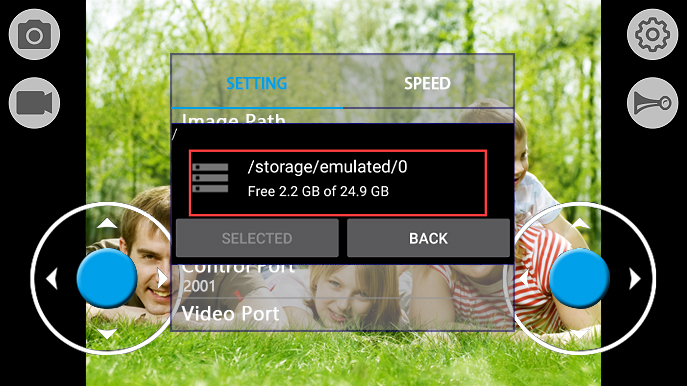 SETTING SPEED
Image Path
/
/storage/emulated/0
Free 2.2 GB of 24.9 GB
SELECTED BACK
Control Port
2001
Video Port